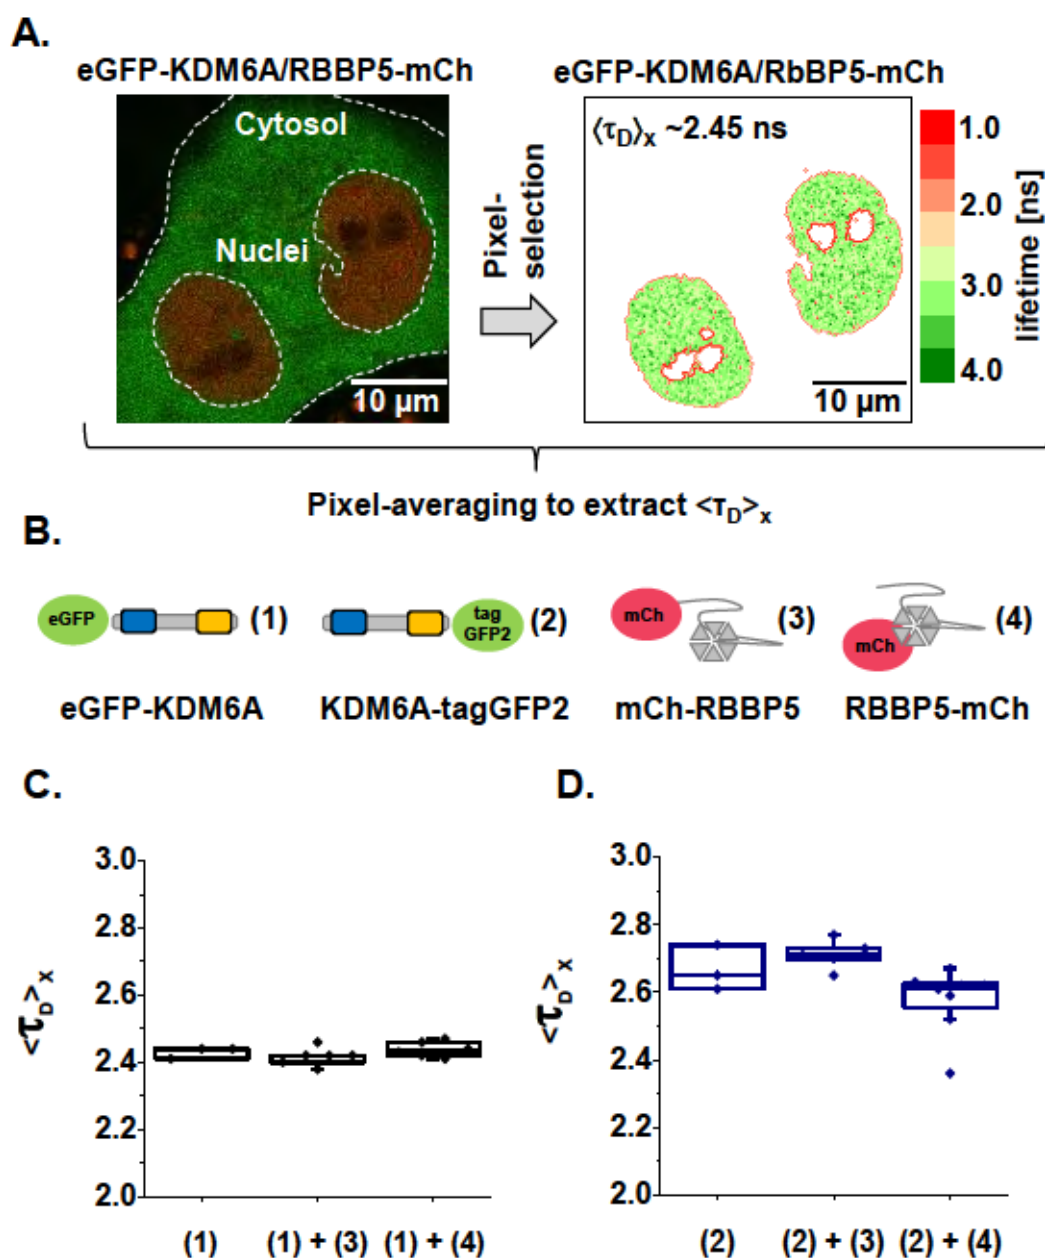 A.
eGFP-KDM6A/RBBP5-mCh
eGFP-KDM6A/RbBP5-mCh
Cytosol
Nuclei
10 µm
Pixel-
selection
⟨τD⟩x ~2.45 ns
10 µm
1.0
2.0
3.0
4.0
lifetime [ns]
Pixel-averaging to extract <τD>x
B.
eGFP
(1)
tag
GFP2
(2)
mCh
(3)
mCh
(4)
eGFP-KDM6A
KDM6A-tagGFP2
mCh-RBBP5
RBBP5-mCh
C.
<τD>x
3.0
2.8
2.6
2.4
2.2
2.0
(1)
(1) + (3)
(1) + (4)
D.
<τD>x
3.0
2.8
2.6
2.4
2.2
2.0
(2)
(2) + (3)
(2) + (4)